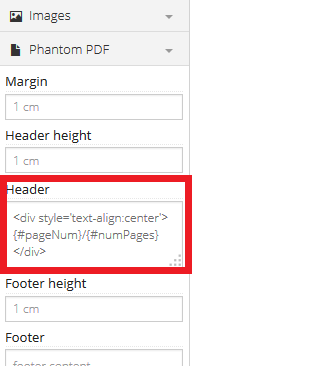 Images
Phantom PDF
Margin
1 cm
Header height
1 cm
Header
<div style='text-align:center'>
{#pageNum}/{#numPages}
</div>
Footer height
1 cm
Footer
footer content